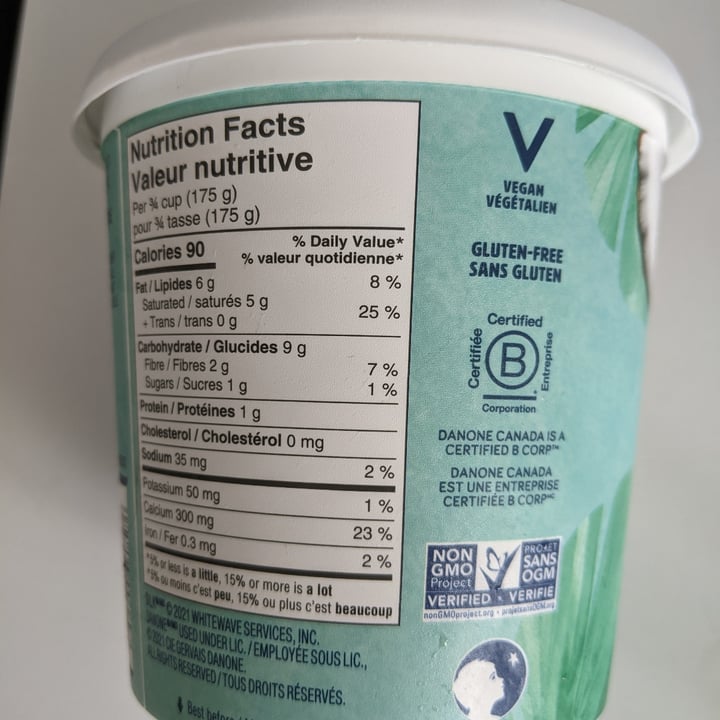 Nutrition Facts
Valeur nutritive
Per ¾ cup (175 g)
pour ¾ tasse (175 g)
Calories 90
% Daily Value*
% valeur quotidienne*
Fat / Lipides 6 g 8 %
Saturated / saturés 5 g
+ Trans / trans 0 g 25 %
Carbohydrate / Glucides 9 g
Fibre / Fibres 2 g 7 %
Sugars / Sucres 1 g 1 %
Protein / Protéines 1 g
Cholesterol / Cholestérol 0 mg
Sodium 35 mg 2 %
Potassium 50 mg 1 %
Calcium 300 mg 23 %
Iron / Fer 0.3 mg 2 %
*5% or less is a little, 15% or more is a lot
*5% ou moins c'est peu, 15% ou plus c'est beaucoup
© 2021 WHITEWAVE SERVICES, INC.
USED UNDER LIC. / EMPLOYÉE SOUS LIC.,
© 2021 CIE GERVAIS DANONE.
ALL RIGHTS RESERVED / TOUS DROITS RÉSERVÉS.
Best before
V
VEGAN
VÉGÉTALIEN
GLUTEN-FREE
SANS GLUTEN
Certified
Certifiée
B
Entreprise
Corporation
DANONE CANADA IS A
CERTIFIED B CORP™
DANONE CANADA
EST UNE ENTREPRISE
CERTIFIÉE B CORPᴹᶜ
NON
GMO
Project
VERIFIED
PROJET
SANS
OGM
VERIFIÉ
nonGMOproject.org • projetsansOGM.org